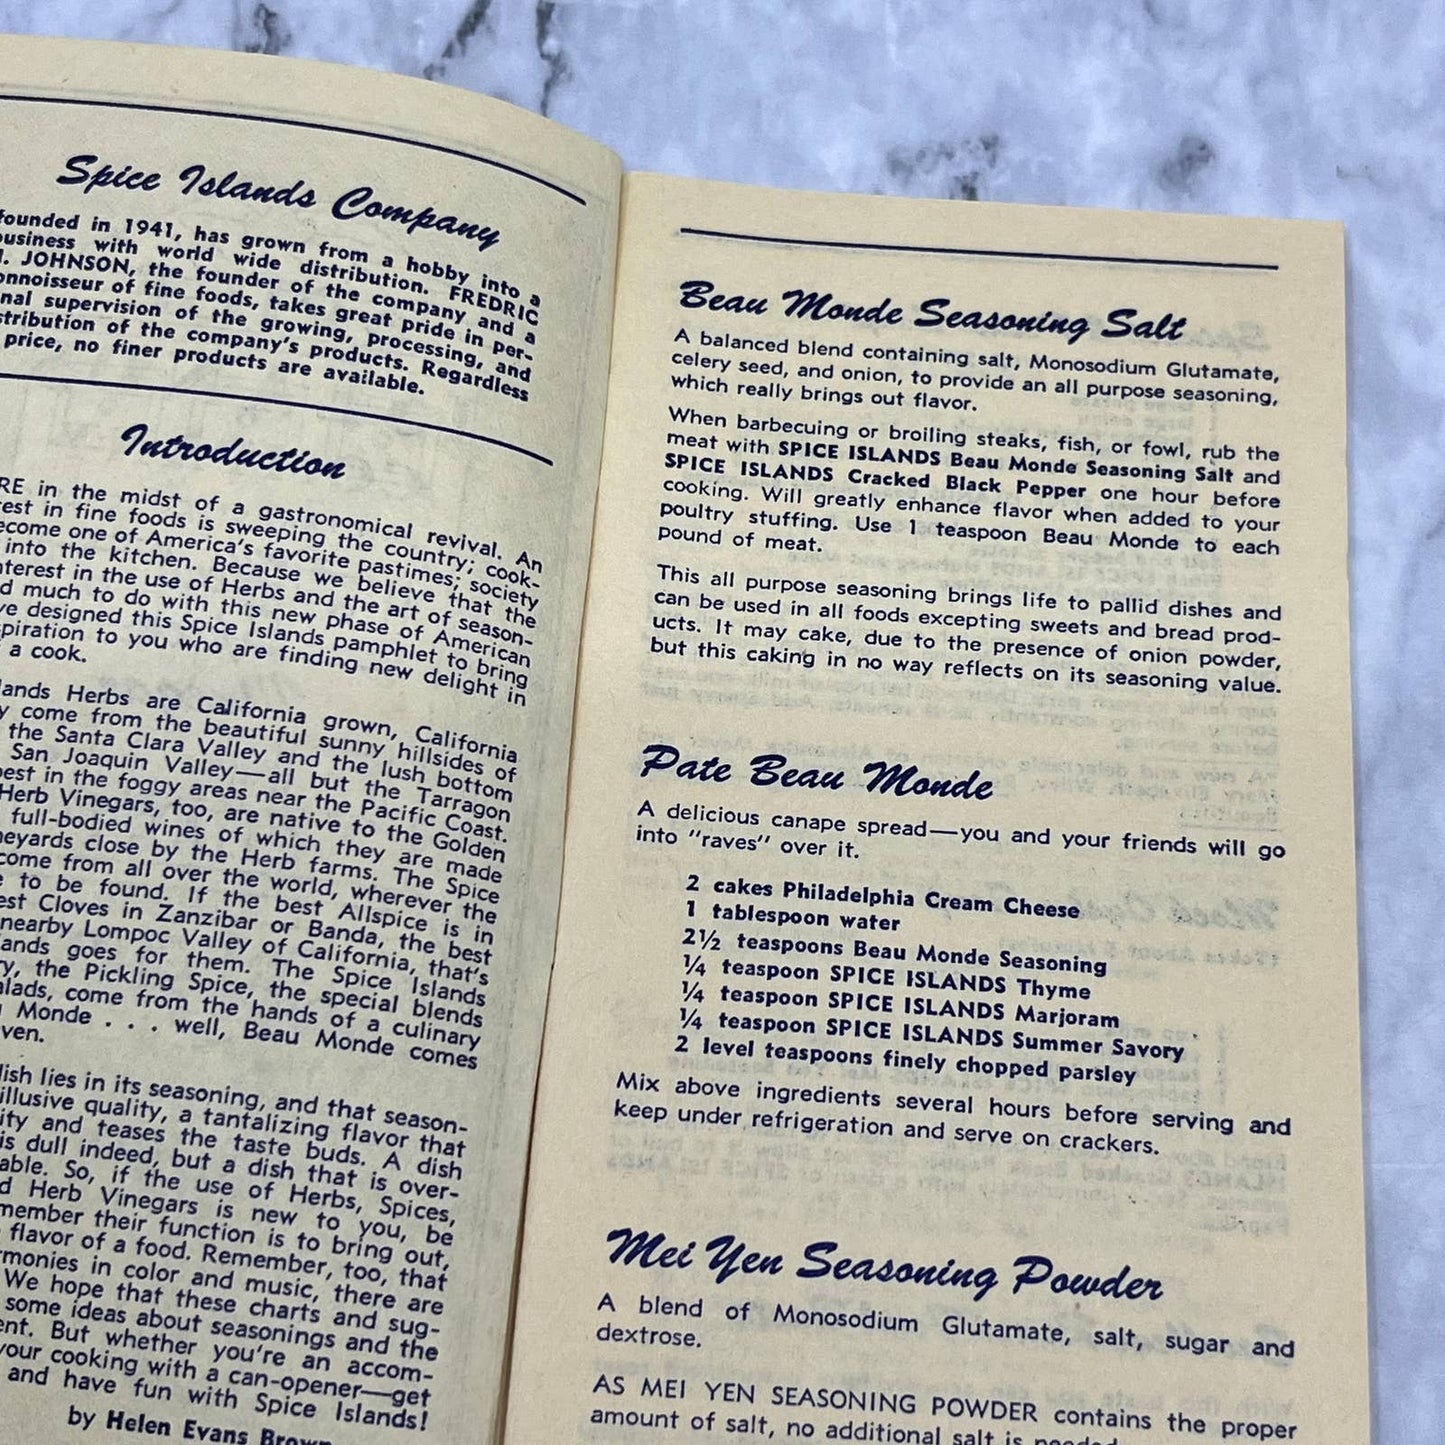 Spice Islands Company
founded in 1941, has grown from a hobby into a
business with world wide distribution. FREDRIC
H. JOHNSON, the founder of the company and a
connoisseur of fine foods, takes great pride in per-
supervision of the growing, processing, and
distribution of the company's products. Regardless
price, no finer products are available.
Introduction
in the midst of a gastronomical revival. An
in fine foods is sweeping the country; cook-
become one of America's favorite pastimes; society
into the kitchen. Because we believe that the
interest in the use of Herbs and the art of season-
much to do with this new phase of American
designed this Spice Islands pamphlet to bring
inspiration to you who are finding new delight in
a cook.
Herbs are California grown, California
come from the beautiful sunny hillsides of
the Santa Clara Valley and the lush bottom
San Joaquin Valley—all but the Tarragon
best in the foggy areas near the Pacific Coast.
Herb Vinegars, too, are native to the Golden
full-bodied wines of which they are made
vineyards close by the Herb farms. The Spice
come from all over the world, wherever the
to be found. If the best Allspice is in
Cloves in Zanzibar or Banda, the best
nearby Lompoc Valley of California, that's
goes for them. The Spice Islands
the Pickling Spice, the special blends
come from the hands of a culinary
Monde . . . well, Beau Monde comes
lies in its seasoning, and that season-
illusive quality, a tantalizing flavor that
and teases the taste buds. A dish
is dull indeed, but a dish that is over-
So, if the use of Herbs, Spices,
Herb Vinegars is new to you, be
their function is to bring out,
flavor of a food. Remember, too, that
in color and music, there are
We hope that these charts and sug-
some ideas about seasonings and the
But whether you're an accom-
your cooking with a can-opener—get
and have fun with Spice Islands!
by Helen Evans Brown
Beau Monde Seasoning Salt
A balanced blend containing salt, Monosodium Glutamate,
celery seed, and onion, to provide an all purpose seasoning,
which really brings out flavor.
When barbecuing or broiling steaks, fish, or fowl, rub the
meat with SPICE ISLANDS Beau Monde Seasoning Salt and
SPICE ISLANDS Cracked Black Pepper one hour before
cooking. Will greatly enhance flavor when added to your
poultry stuffing. Use 1 teaspoon Beau Monde to each
pound of meat.
This all purpose seasoning brings life to pallid dishes and
can be used in all foods excepting sweets and bread prod-
ucts. It may cake, due to the presence of onion powder,
but this caking in no way reflects on its seasoning value.
Pate Beau Monde
A delicious canape spread—you and your friends will go
into "raves" over it.
2 cakes Philadelphia Cream Cheese
1 tablespoon water
2½ teaspoons Beau Monde Seasoning
¼ teaspoon SPICE ISLANDS Thyme
¼ teaspoon SPICE ISLANDS Marjoram
¼ teaspoon SPICE ISLANDS Summer Savory
2 level teaspoons finely chopped parsley
Mix above ingredients several hours before serving and
keep under refrigeration and serve on crackers.
Mei Yen Seasoning Powder
A blend of Monosodium Glutamate, salt, sugar and
dextrose.
AS MEI YEN SEASONING POWDER contains the proper
amount of salt, no additional salt is needed